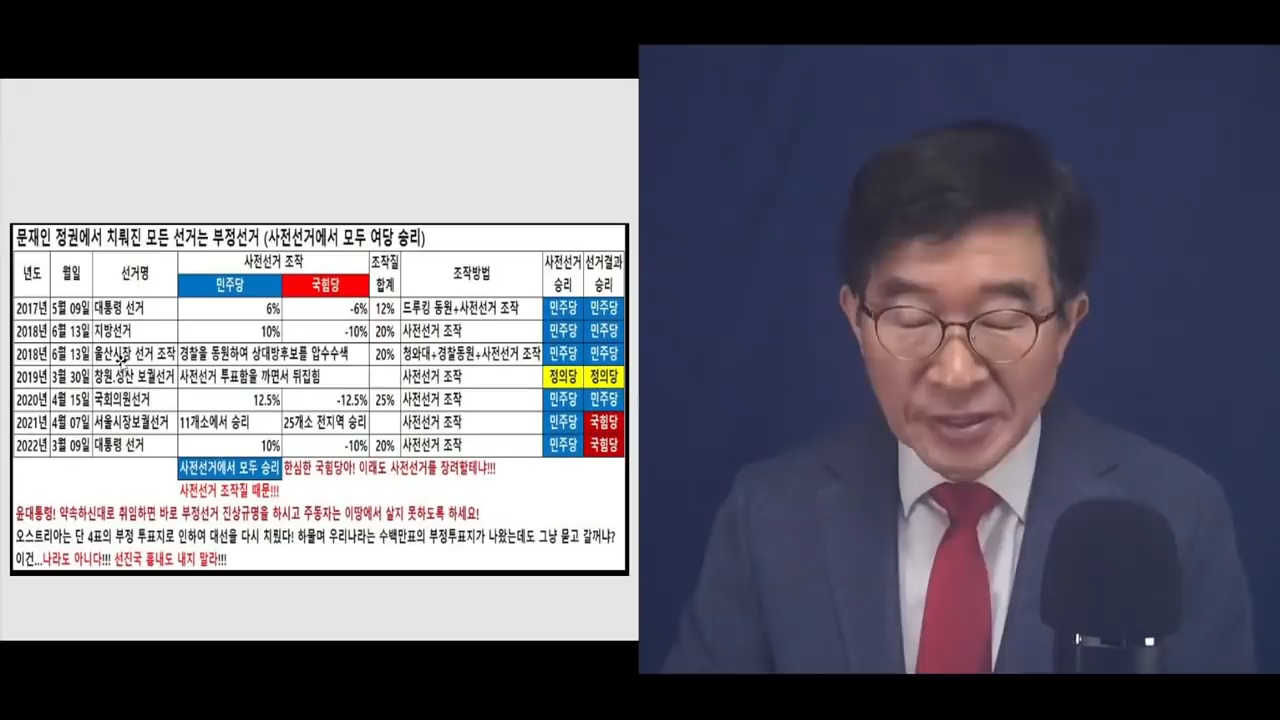 문재인 정권에서 치뤄진 모든 선거는 부정선거 (사전선거에서 모두 여당 승리)
년도 월일 선거명 사전선거 조작 조작질 합계 조작방법 사전선거 승리 선거결과 승리
민주당 국힘당
2017년 5월 09일 대통령 선거 6% -6% 12% 드루킹 동원+사전선거 조작 민주당 민주당
2018년 6월 13일 지방선거 10% -10% 20% 사전선거 조작 민주당 민주당
2018년 6월 13일 울산시장 선거 조작 경찰을 동원하여 상대방후보를 압수수색 20% 청와대+경찰동원+사전선거 조작 민주당 민주당
2019년 3월 30일 창원.성산 보궐선거 사전선거 투표함을 까면서 뒤집힘 사전선거 조작 정의당 정의당
2020년 4월 15일 국회의원선거 12.5% -12.5% 25% 사전선거 조작 민주당 민주당
2021년 4월 07일 서울시장보궐선거 11개소에서 승리 25개소 전지역 승리 사전선거 조작 민주당 국힘당
2022년 3월 09일 대통령 선거 10% -10% 20% 사전선거 조작 민주당 국힘당
사전선거에서 모두 승리 한심한 국힘당아! 이래도 사전선거를 장려할테냐!!!
사전선거 조작질 때문!!!
윤대통령! 약속하신대로 취임하면 바로 부정선거 진상규명을 하시고 주동자는 이땅에서 살지 못하도록 하세요!
오스트리아는 단 4표의 부정 투표지로 인하여 대선을 다시 치뤘다! 하물며 우리나라는 수백만표의 부정투표지가 나왔는데도 그냥 묻고 갈꺼냐?
이건...나라도 아니다!!! 선진국 흉내도 내지 말라!!!